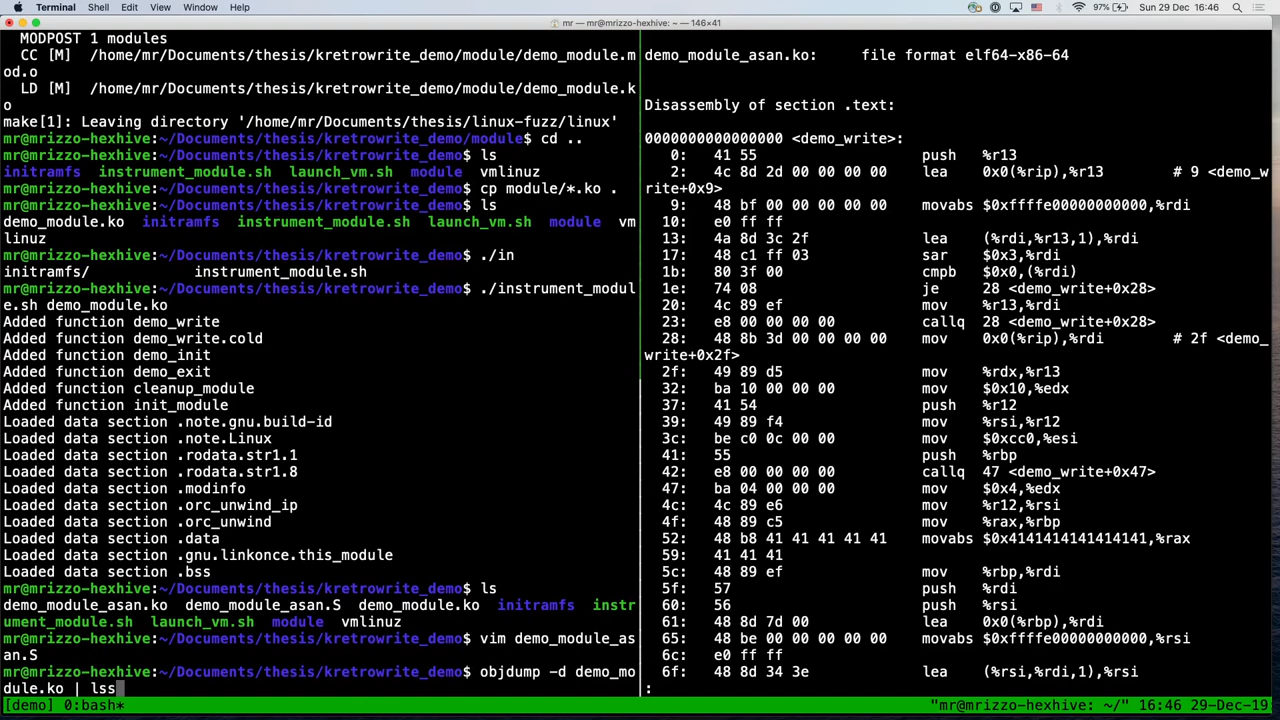 Terminal Shell Edit View Window Help 97% Sun 29 Dec 16:46
mr — mr@mrizzo-hexhive: ~ — 146×41
MODPOST 1 modules
CC [M]  /home/mr/Documents/thesis/kretrowrite_demo/module/demo_module.m
od.o
LD [M]  /home/mr/Documents/thesis/kretrowrite_demo/module/demo_module.k
o
make[1]: Leaving directory '/home/mr/Documents/thesis/linux-fuzz/linux'
mr@mrizzo-hexhive:~/Documents/thesis/kretrowrite_demo/module$ cd ..
mr@mrizzo-hexhive:~/Documents/thesis/kretrowrite_demo$ ls
initramfs  instrument_module.sh  launch_vm.sh  module  vmlinuz
mr@mrizzo-hexhive:~/Documents/thesis/kretrowrite_demo$ cp module/*.ko .
mr@mrizzo-hexhive:~/Documents/thesis/kretrowrite_demo$ ls
demo_module.ko  initramfs  instrument_module.sh  launch_vm.sh  module  vm
linuz
mr@mrizzo-hexhive:~/Documents/thesis/kretrowrite_demo$ ./in
initramfs/            instrument_module.sh
mr@mrizzo-hexhive:~/Documents/thesis/kretrowrite_demo$ ./instrument_modul
e.sh demo_module.ko
Added function demo_write
Added function demo_write.cold
Added function demo_init
Added function demo_exit
Added function cleanup_module
Added function init_module
Loaded data section .note.gnu.build-id
Loaded data section .note.Linux
Loaded data section .rodata.str1.1
Loaded data section .rodata.str1.8
Loaded data section .modinfo
Loaded data section .orc_unwind_ip
Loaded data section .orc_unwind
Loaded data section .data
Loaded data section .gnu.linkonce.this_module
Loaded data section .bss
mr@mrizzo-hexhive:~/Documents/thesis/kretrowrite_demo$ ls
demo_module_asan.ko  demo_module_asan.S  demo_module.ko  initramfs  instr
ument_module.sh  launch_vm.sh  module  vmlinuz
mr@mrizzo-hexhive:~/Documents/thesis/kretrowrite_demo$ vim demo_module_as
an.S
mr@mrizzo-hexhive:~/Documents/thesis/kretrowrite_demo$ objdump -d demo_mo
dule.ko | lss
demo_module_asan.ko:     file format elf64-x86-64
Disassembly of section .text:
0000000000000000 <demo_write>:
0: 41 55 push %r13
2: 4c 8d 2d 00 00 00 00 lea 0x0(%rip),%r13 # 9 <demo_w
rite+0x9>
9: 48 bf 00 00 00 00 00 movabs $0xffffe00000000000,%rdi
10: e0 ff ff
13: 4a 8d 3c 2f lea (%rdi,%r13,1),%rdi
17: 48 c1 ff 03 sar $0x3,%rdi
1b: 80 3f 00 cmpb $0x0,(%rdi)
1e: 74 08 je 28 <demo_write+0x28>
20: 4c 89 ef mov %r13,%rdi
23: e8 00 00 00 00 callq 28 <demo_write+0x28>
28: 48 8b 3d 00 00 00 00 mov 0x0(%rip),%rdi # 2f <demo_
write+0x2f>
2f: 49 89 d5 mov %rdx,%r13
32: ba 10 00 00 00 mov $0x10,%edx
37: 41 54 push %r12
39: 49 89 f4 mov %rsi,%r12
3c: be c0 0c 00 00 mov $0xcc0,%esi
41: 55 push %rbp
42: e8 00 00 00 00 callq 47 <demo_write+0x47>
47: ba 04 00 00 00 mov $0x4,%edx
4c: 4c 89 e6 mov %r12,%rsi
4f: 48 89 c5 mov %rax,%rbp
52: 48 b8 41 41 41 41 41 movabs $0x4141414141414141,%rax
59: 41 41 41
5c: 48 89 ef mov %rbp,%rdi
5f: 57 push %rdi
60: 56 push %rsi
61: 48 8d 7d 00 lea 0x0(%rbp),%rdi
65: 48 be 00 00 00 00 00 movabs $0xffffe00000000000,%rsi
6c: e0 ff ff
6f: 48 8d 34 3e lea (%rsi,%rdi,1),%rsi
:
[demo] 0:bash* "mr@mrizzo-hexhive: ~/" 16:46 29-Dec-19